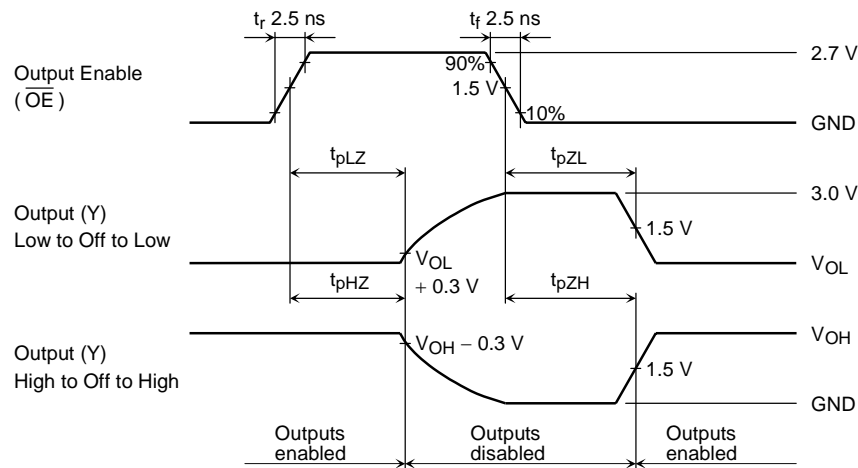 tr 2.5 ns
tf 2.5 ns
2.7 V
90%
Output Enable
( OE )
1.5 V
10%
GND
tpLZ
tpZL
3.0 V
Output (Y)
Low to Off to Low
1.5 V
VOL
+ 0.3 V
VOL
tpHZ
tpZH
VOH
Output (Y)
High to Off to High
VOH − 0.3 V
1.5 V
GND
Outputs
enabled
Outputs
disabled
Outputs
enabled